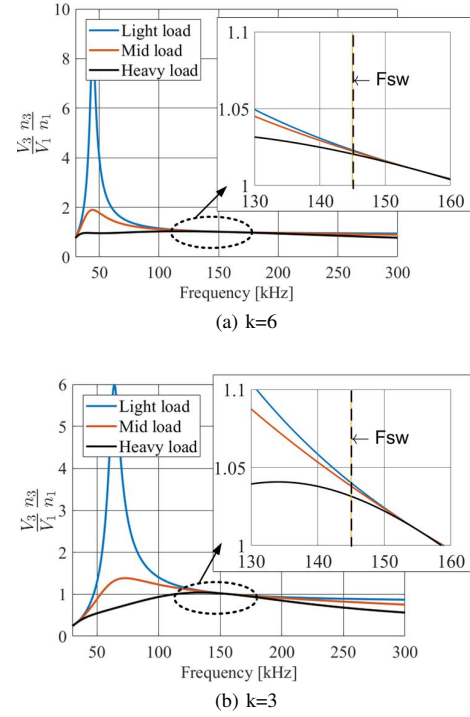 10
8
6
4
2
0
Light load
Mid load
Heavy load
V3 n3
V1 n1
50 100 150 200 250 300
Frequency [kHz]
1.1
1.05
1
130 140 150 160
Fsw
(a) k=6
6
5
4
3
2
1
0
Light load
Mid load
Heavy load
V3 n3
V1 n1
50 100 150 200 250 300
Frequency [kHz]
1.1
1.05
1
130 140 150 160
Fsw
(b) k=3